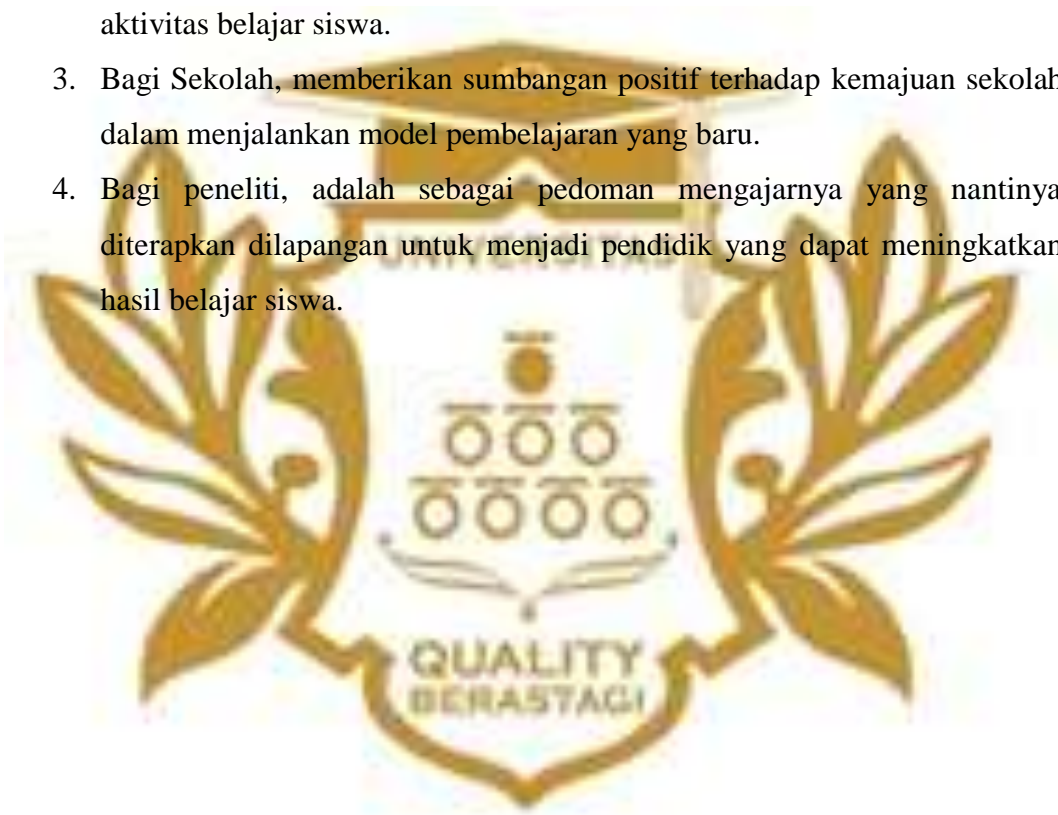 aktivitas belajar siswa.
3. Bagi Sekolah, memberikan sumbangan positif terhadap kemajuan sekolah
dalam menjalankan model pembelajaran yang baru.
4. Bagi peneliti, adalah sebagai pedoman mengajarnya yang nantinya
diterapkan dilapangan untuk menjadi pendidik yang dapat meningkatkan
UNIVERSITAS
hasil belajar siswa.
QUALITY
BERASTAGI